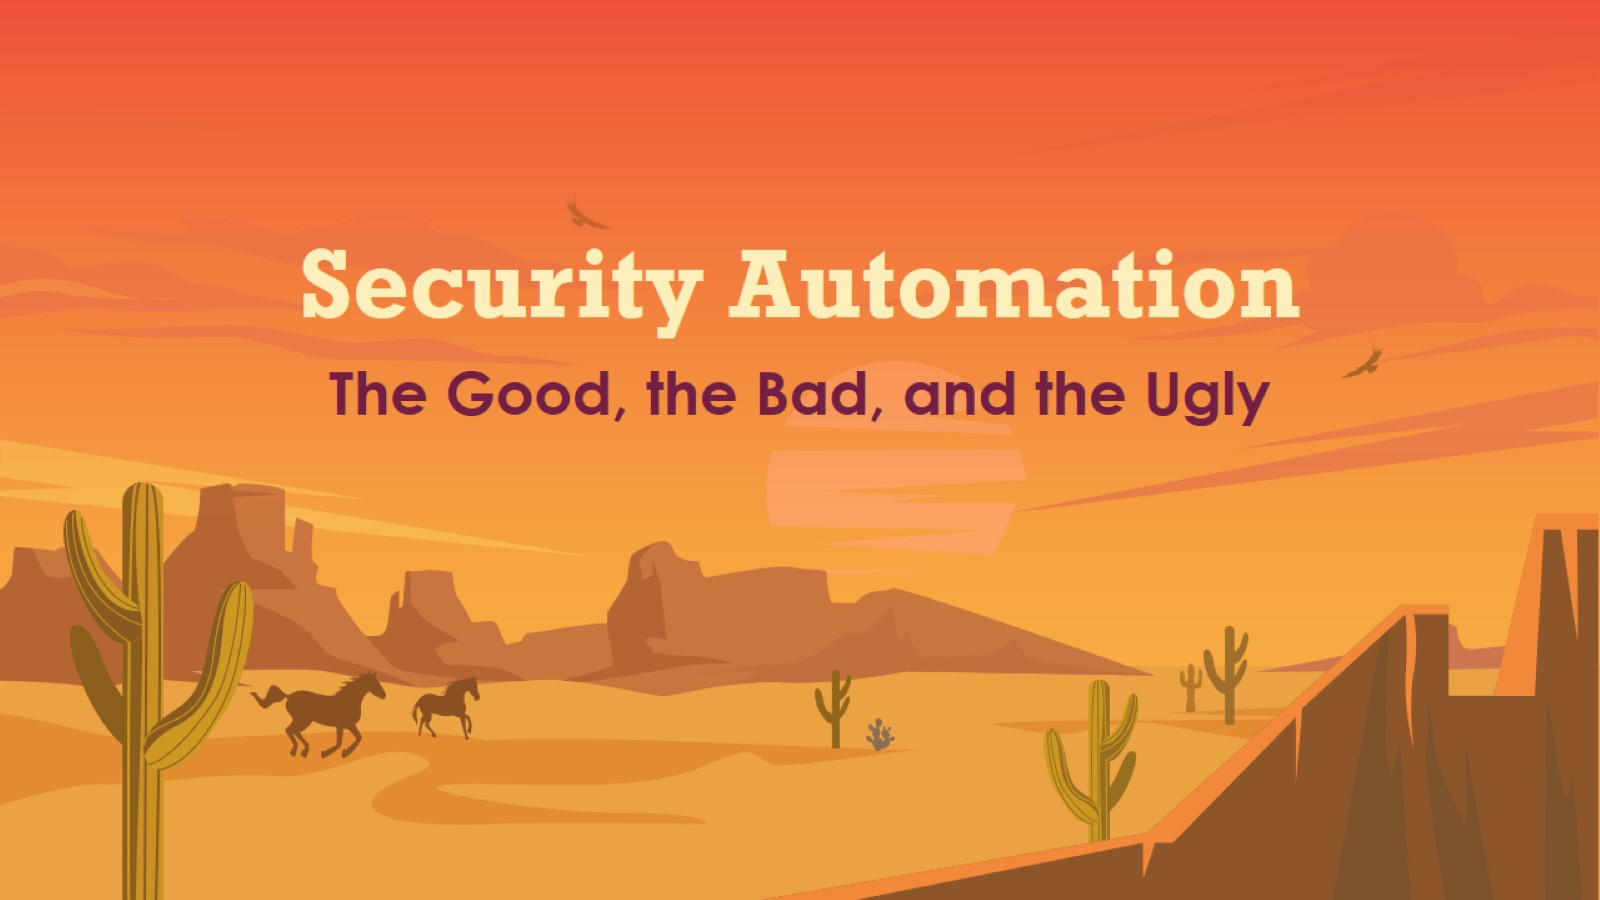 Security Automation
The Good, the Bad, and the Ugly